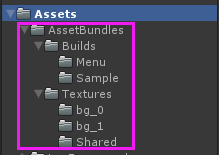 Assets
AssetBundles
Builds
Menu
Sample
Textures
bg_0
bg_1
Shared